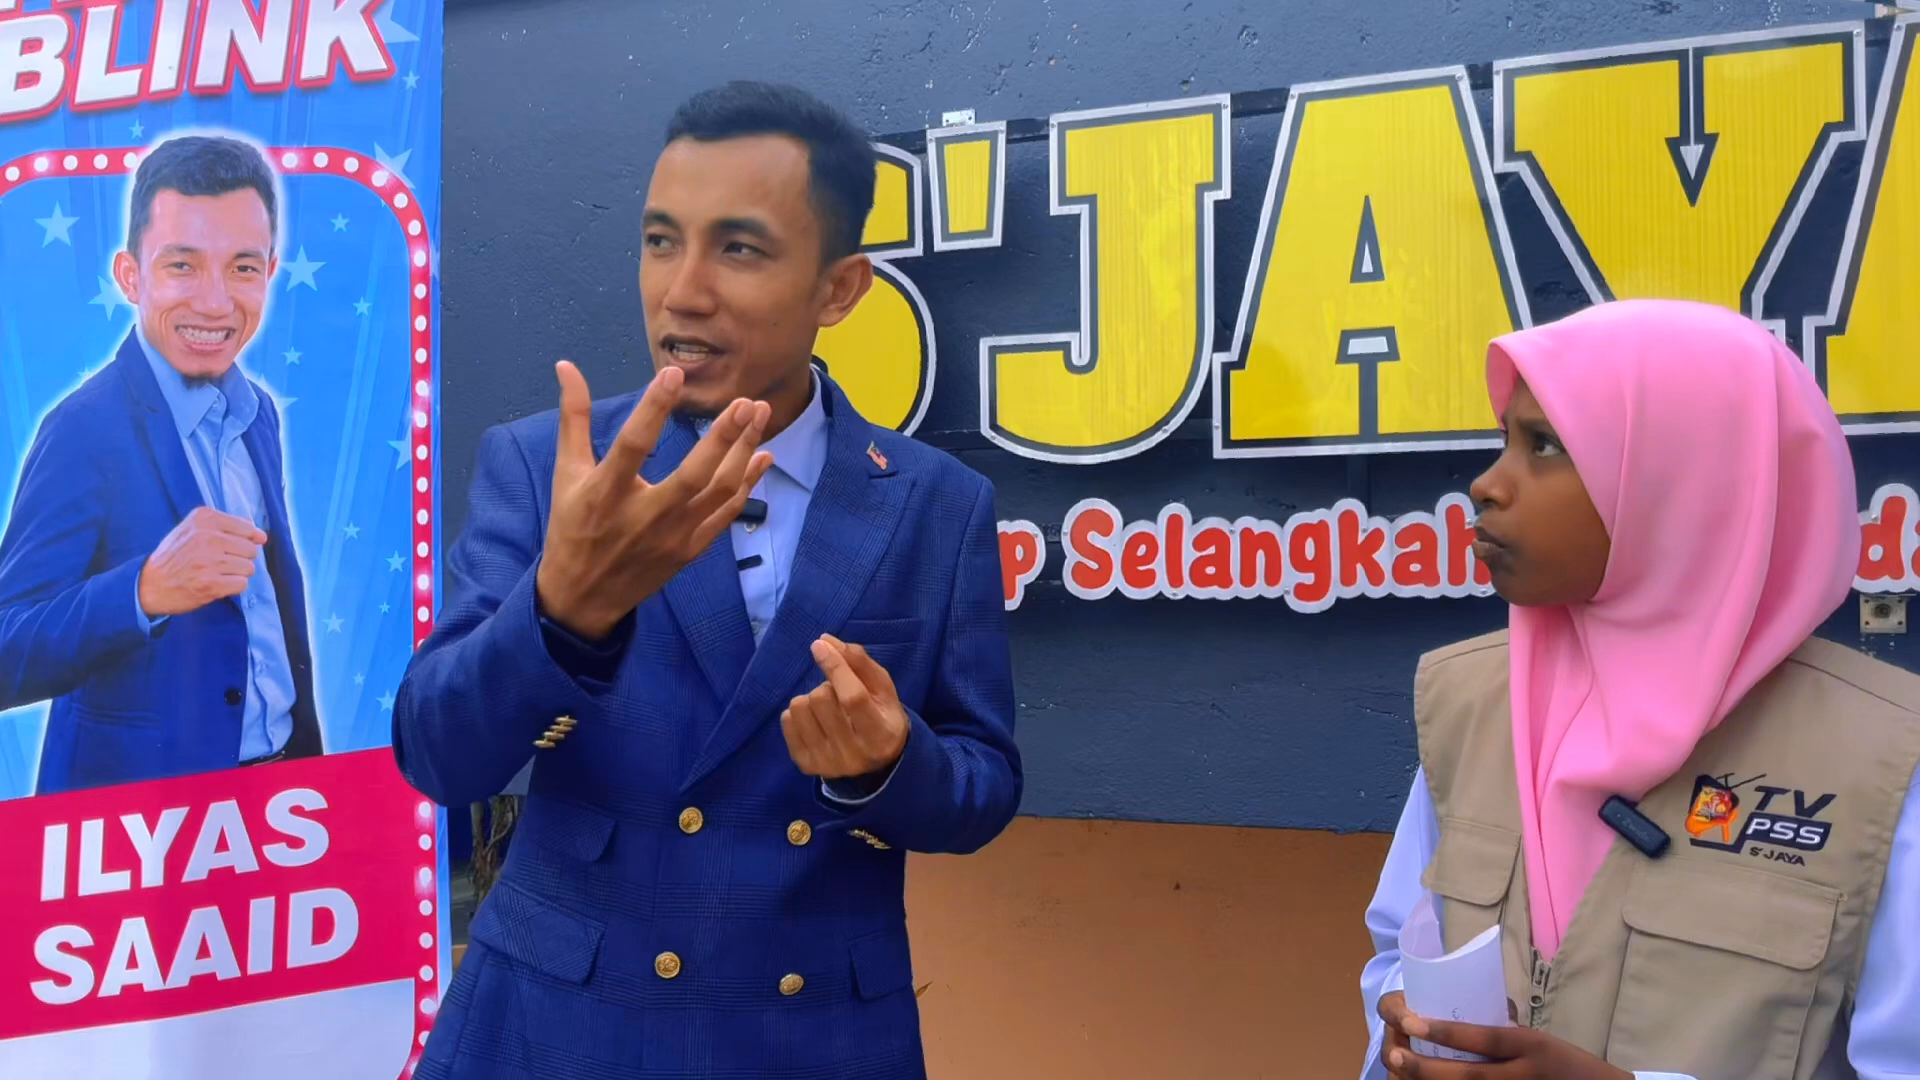 BLINK
ILYAS
SAAID
S'JAYA
p Selangkah
TV
PSS
S'JAYA